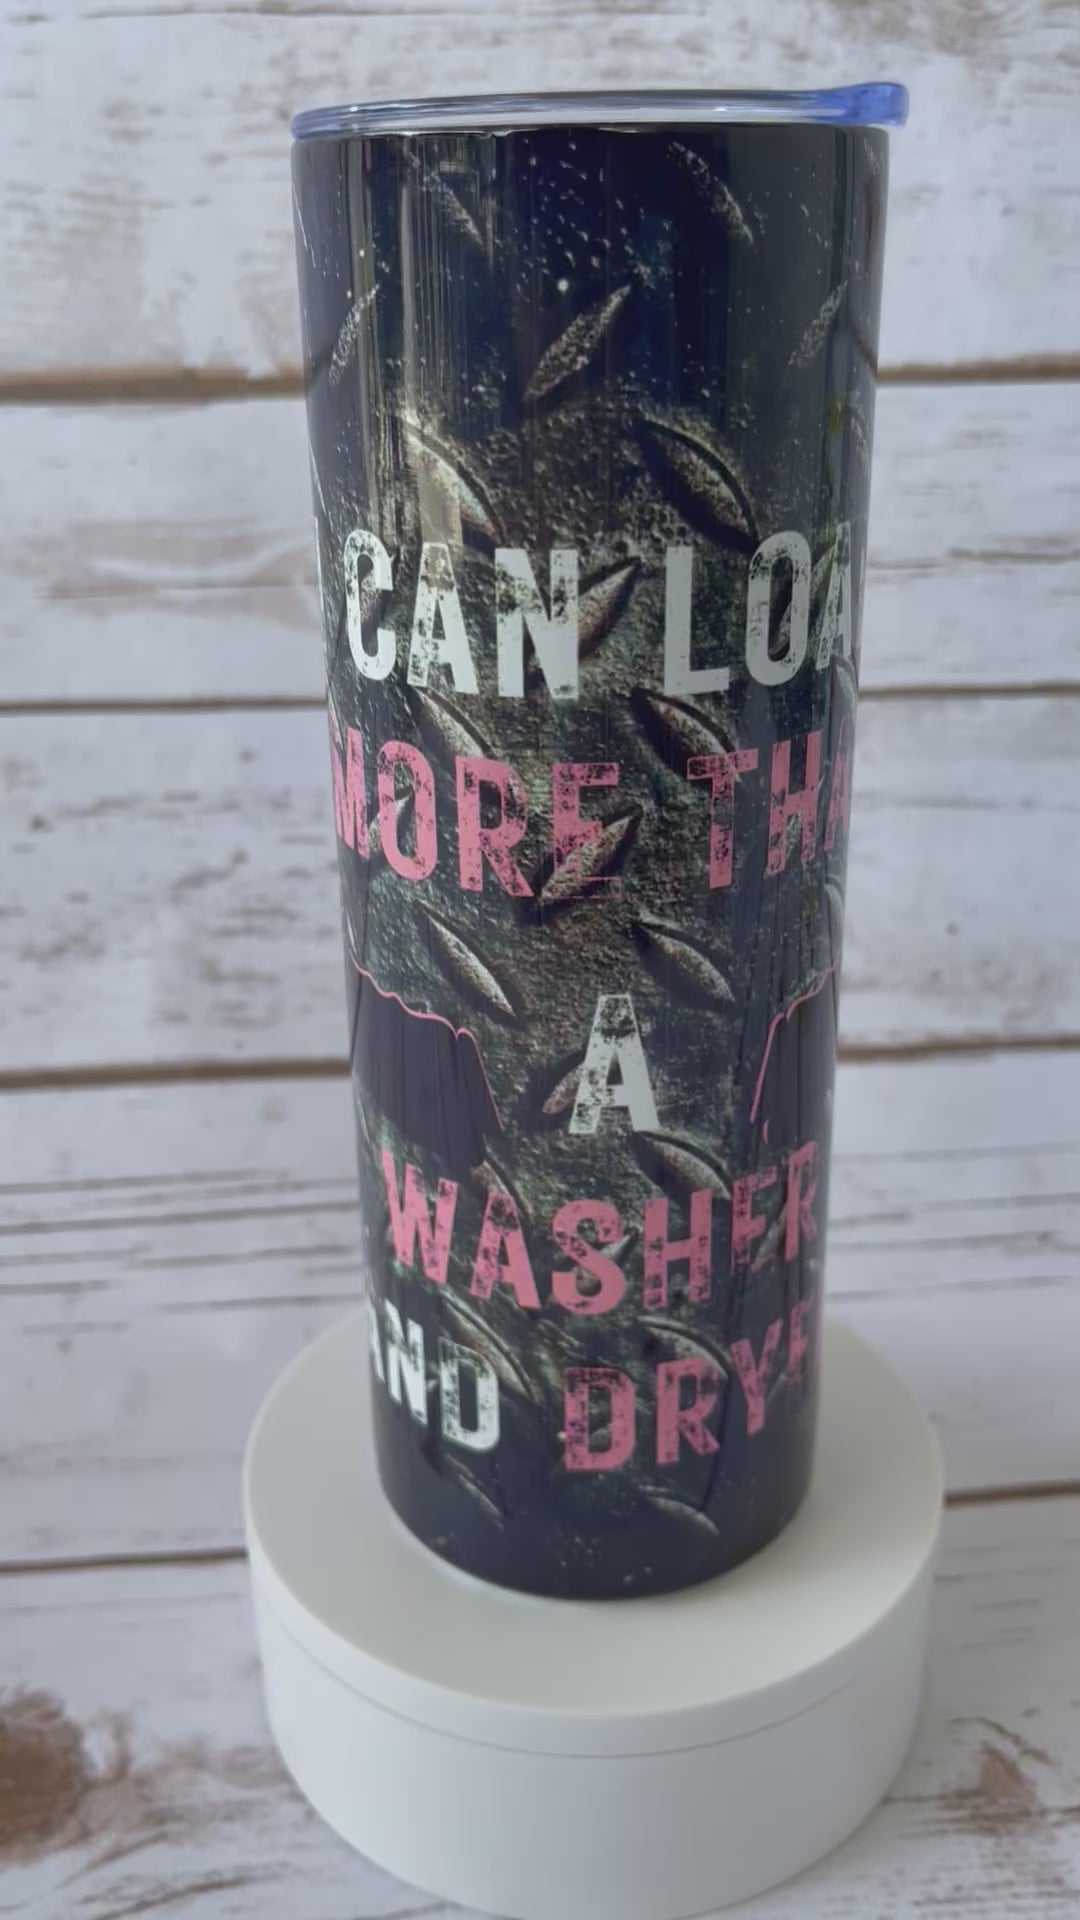 I CAN LOA
MORE THA
A
WASHER
AND DRYE